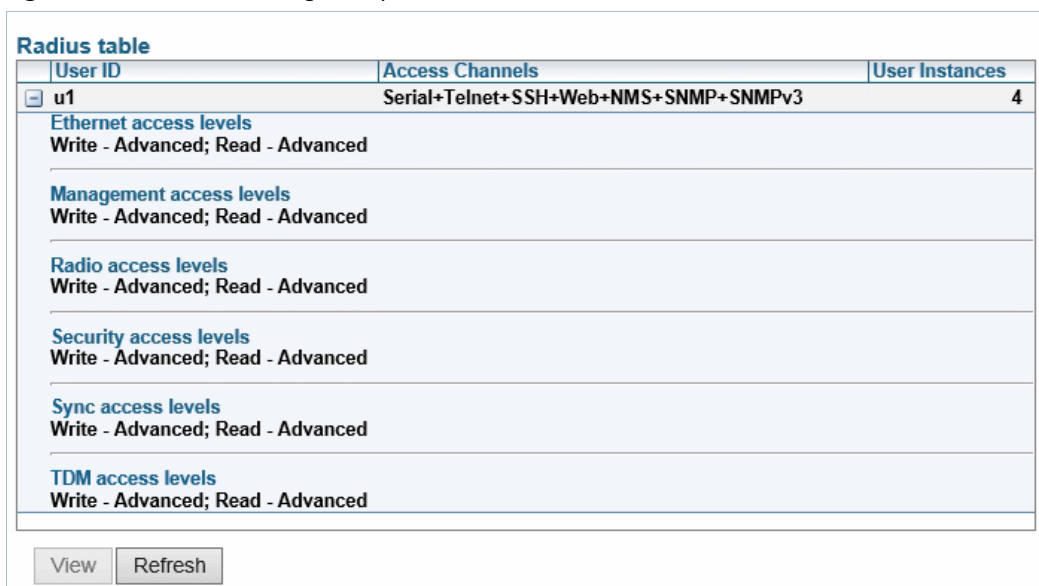 Radius table
User ID Access Channels User Instances
u1 Serial+Telnet+SSH+Web+NMS+SNMP+SNMPv3 4
Ethernet access levels
Write - Advanced; Read - Advanced
Management access levels
Write - Advanced; Read - Advanced
Radio access levels
Write - Advanced; Read - Advanced
Security access levels
Write - Advanced; Read - Advanced
Sync access levels
Write - Advanced; Read - Advanced
TDM access levels
Write - Advanced; Read - Advanced
View Refresh